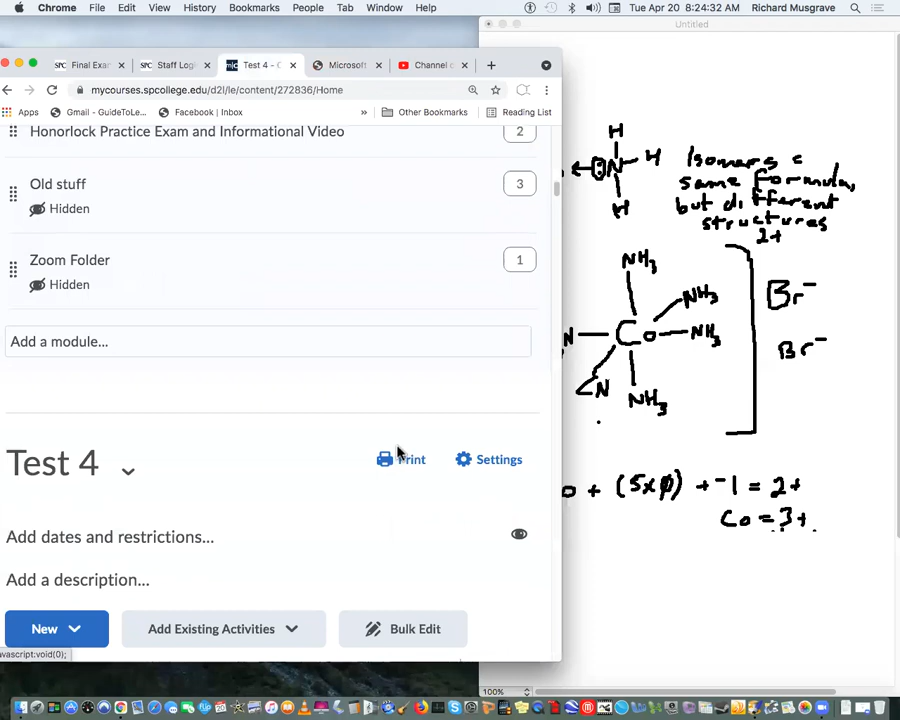 Chrome File Edit View History Bookmarks People Tab Window Help Tue Apr 20 8:24:32 AM Richard Musgrave
Untitled
Final Exa Staff Log Test 4 - C Microsoft Channel c
mycourses.spcollege.edu/d2l/le/content/272836/Home
Apps Gmail - GuideToLe Facebook | Inbox » Other Bookmarks Reading List
Honorlock Practice Exam and Informational Video 2
Old stuff 3
Hidden
Zoom Folder 1
Hidden
Add a module...
Test 4
Print Settings
Add dates and restrictions...
Add a description...
New Add Existing Activities Bulk Edit
avascript:void(0);
H
N H
H
Isomers =
same formula,
but different
structures
2+
NH3
NH3
N Co NH3
N
NH3
Br-
Br-
o + (5x0) + -1 = 2+
Co = 3+
100%